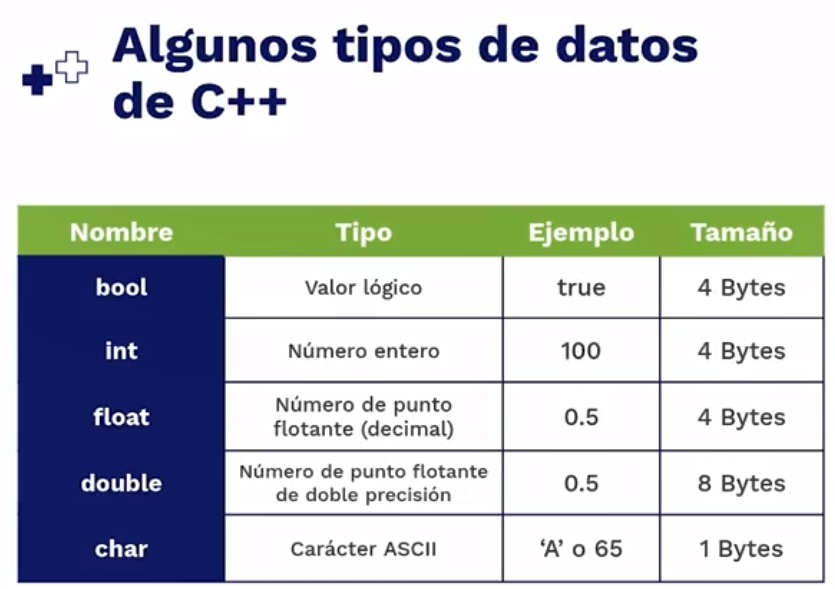 Algunos tipos de datos
de C++
Nombre Tipo Ejemplo Tamaño
bool Valor lógico true 4 Bytes
int Número entero 100 4 Bytes
float Número de punto flotante (decimal) 0.5 4 Bytes
double Número de punto flotante de doble precisión 0.5 8 Bytes
char Carácter ASCII ‘A’ o 65 1 Bytes